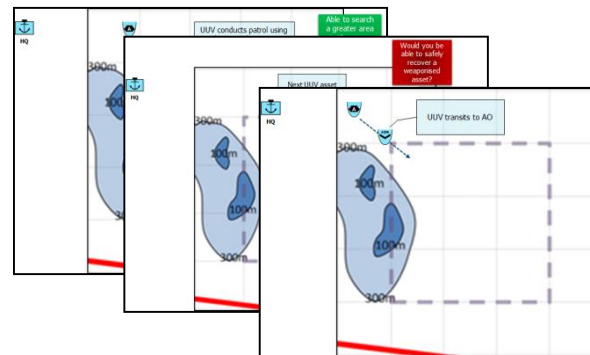 HQ
UUV conducts patrol using
Able to search
a greater area
300m
100
HQ
Next UUV asset
Would you be
able to safely
recover a
weaponised
asset?
300m
100m
100m
300m
HQ
UUV transits to AO
300m
100m
100m
300m